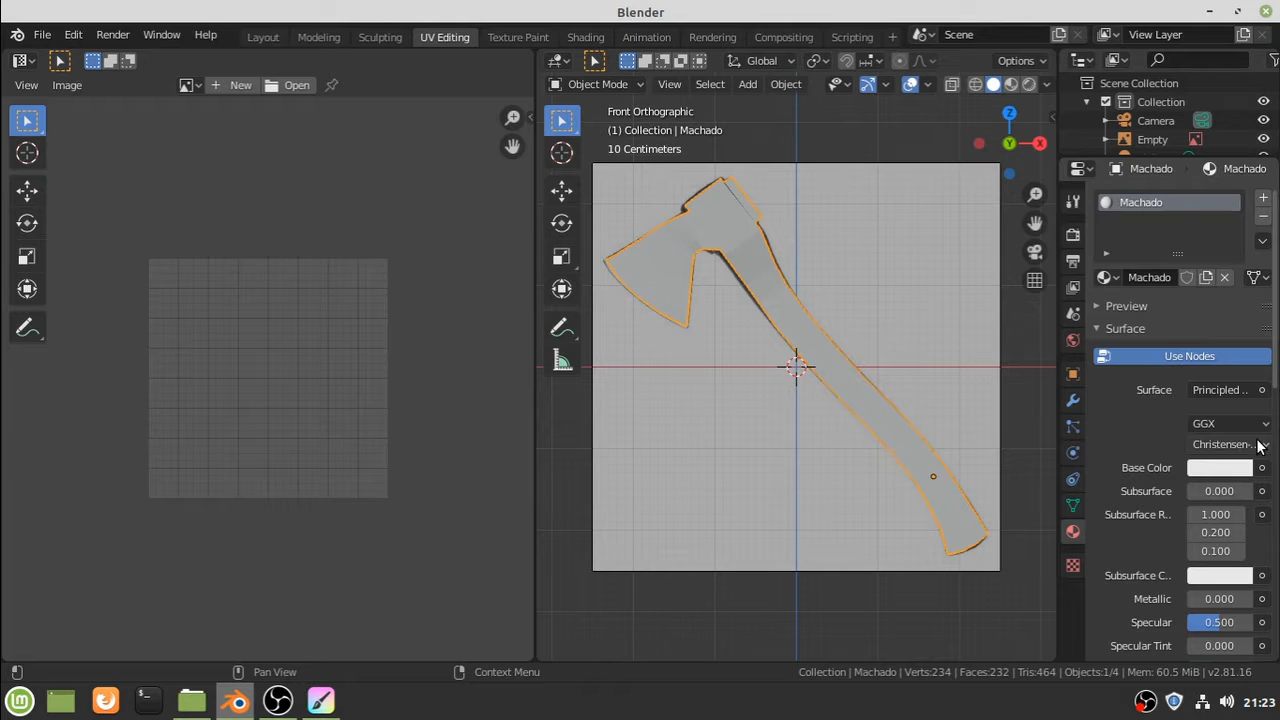 Blender
File Edit Render Window Help
Layout Modeling Sculpting UV Editing Texture Paint Shading Animation Rendering Compositing Scripting +
Scene
View Layer
Global
Options
View Image
New
Open
Object Mode View Select Add Object
Scene Collection
Collection
Camera
Empty
Front Orthographic
(1) Collection | Machado
10 Centimeters
Z
Y
X
Machado
Machado
Machado
Machado
Preview
Surface
Use Nodes
Surface Principled ..
GGX
Christensen-..
Base Color
Subsurface 0.000
Subsurface R.. 1.000
0.200
0.100
Subsurface C..
Metallic 0.000
Specular 0.500
Specular Tint 0.000
Pan View
Context Menu
Collection | Machado | Verts:234 | Faces:232 | Tris:464 | Objects:1/4 | Mem: 60.5 MiB | v2.81.16
21:23